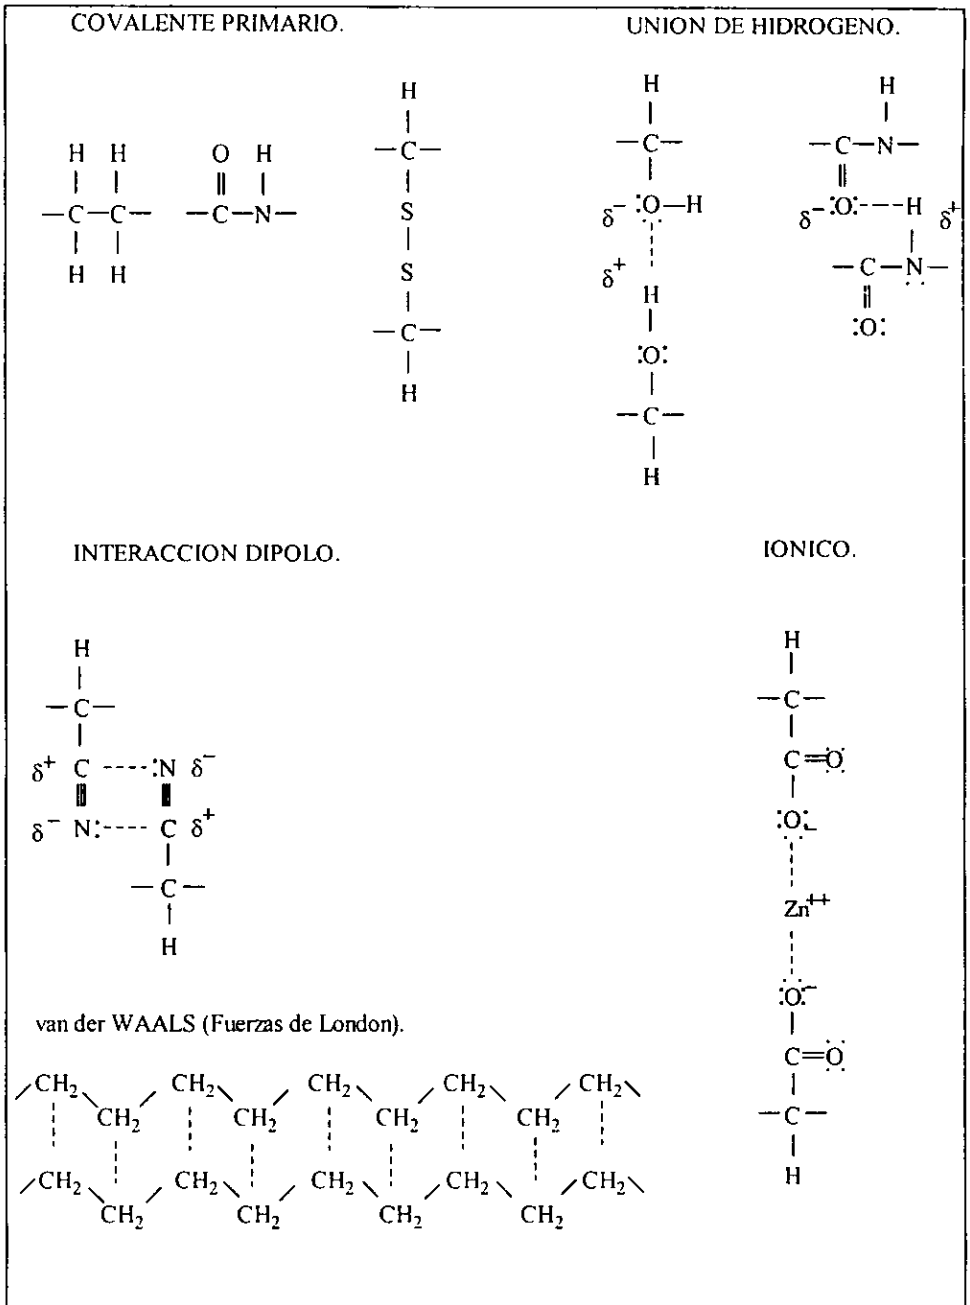 COVALENTE PRIMARIO.
H H
—C—C—
H H
O H
—C—N—
H
—C—
S
S
—C—
H
UNION DE HIDROGENO.
H
—C—
δ⁻ :O—H
δ⁺
H
:O:
—C—
H
H
—C—N—
δ⁻ :O:----H δ⁺
—C—N—
:O:
INTERACCION DIPOLO.
H
—C—
δ⁺ C ----:N δ⁻
δ⁻ N:---- C δ⁺
—C—
H
IONICO.
H
—C—
C=O
:O:⁻
Zn⁺⁺
:O:⁻
C=O
—C—
H
van der WAALS (Fuerzas de London).
CH₂ CH₂ CH₂ CH₂ CH₂
CH₂ CH₂ CH₂ CH₂
CH₂ CH₂ CH₂ CH₂ CH₂
CH₂ CH₂ CH₂ CH₂